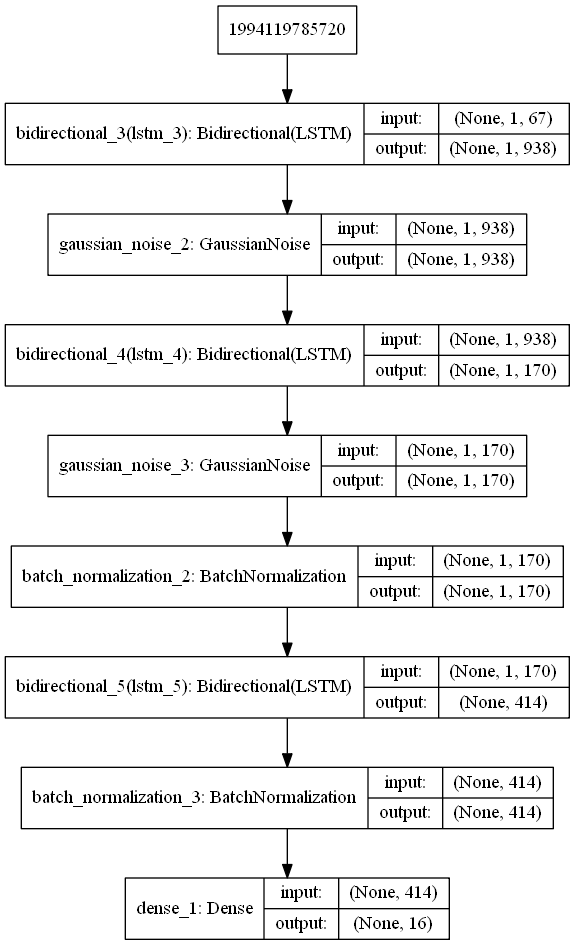 1994119785720
bidirectional_3(lstm_3): Bidirectional(LSTM)
input: (None, 1, 67)
output: (None, 1, 938)
gaussian_noise_2: GaussianNoise
input: (None, 1, 938)
output: (None, 1, 938)
bidirectional_4(lstm_4): Bidirectional(LSTM)
input: (None, 1, 938)
output: (None, 1, 170)
gaussian_noise_3: GaussianNoise
input: (None, 1, 170)
output: (None, 1, 170)
batch_normalization_2: BatchNormalization
input: (None, 1, 170)
output: (None, 1, 170)
bidirectional_5(lstm_5): Bidirectional(LSTM)
input: (None, 1, 170)
output: (None, 414)
batch_normalization_3: BatchNormalization
input: (None, 414)
output: (None, 414)
dense_1: Dense
input: (None, 414)
output: (None, 16)